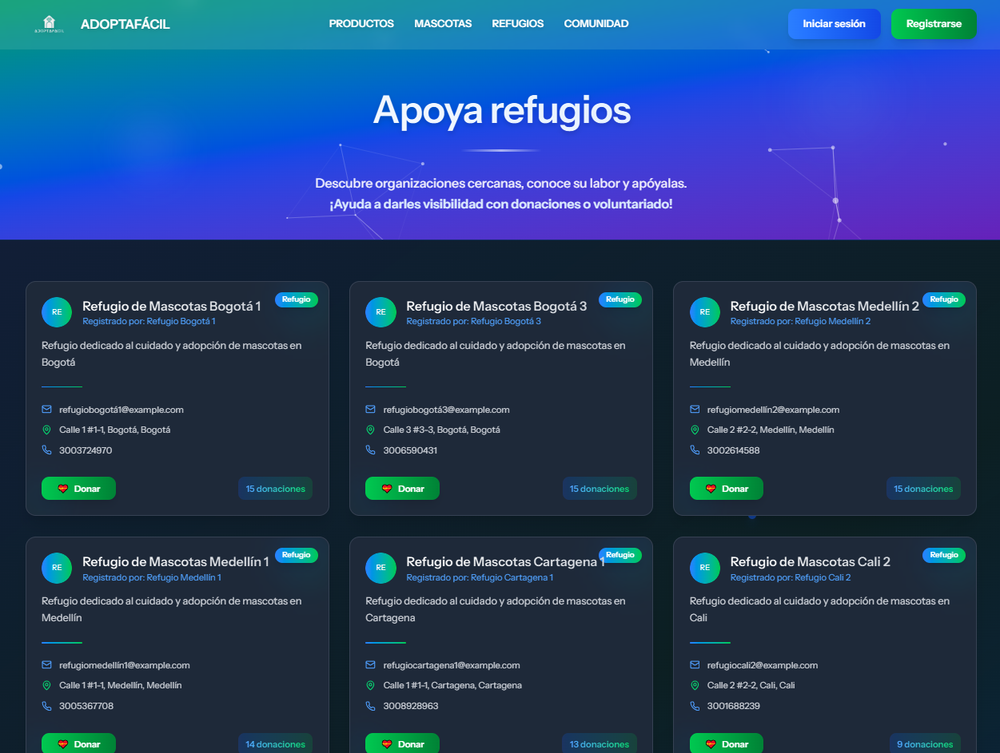 ADOPTAFÁCIL
ADOPTAFÁCIL
PRODUCTOS
MASCOTAS
REFUGIOS
COMUNIDAD
Iniciar sesión
Registrarse
Apoya refugios
Descubre organizaciones cercanas, conoce su labor y apóyalas.
¡Ayuda a darles visibilidad con donaciones o voluntariado!
RE
Refugio de Mascotas Bogotá 1
Refugio
Registrado por: Refugio Bogotá 1
Refugio dedicado al cuidado y adopción de mascotas en
Bogotá
refugiobogotá1@example.com
Calle 1 #1-1, Bogotá, Bogotá
3003724970
Donar
15 donaciones
RE
Refugio de Mascotas Bogotá 3
Refugio
Registrado por: Refugio Bogotá 3
Refugio dedicado al cuidado y adopción de mascotas en
Bogotá
refugiobogotá3@example.com
Calle 3 #3-3, Bogotá, Bogotá
3006590431
Donar
15 donaciones
RE
Refugio de Mascotas Medellín 2
Refugio
Registrado por: Refugio Medellín 2
Refugio dedicado al cuidado y adopción de mascotas en
Medellín
refugiomedellín2@example.com
Calle 2 #2-2, Medellín, Medellín
3002614588
Donar
15 donaciones
RE
Refugio de Mascotas Medellín 1
Refugio
Registrado por: Refugio Medellín 1
Refugio dedicado al cuidado y adopción de mascotas en
Medellín
refugiomedellín1@example.com
Calle 1 #1-1, Medellín, Medellín
3005367708
Donar
14 donaciones
RE
Refugio de Mascotas Cartagena 1
Refugio
Registrado por: Refugio Cartagena 1
Refugio dedicado al cuidado y adopción de mascotas en
Cartagena
refugiocartagena1@example.com
Calle 1 #1-1, Cartagena, Cartagena
3008928963
Donar
13 donaciones
RE
Refugio de Mascotas Cali 2
Refugio
Registrado por: Refugio Cali 2
Refugio dedicado al cuidado y adopción de mascotas en
Cali
refugiocali2@example.com
Calle 2 #2-2, Cali, Cali
3001688239
Donar
9 donaciones